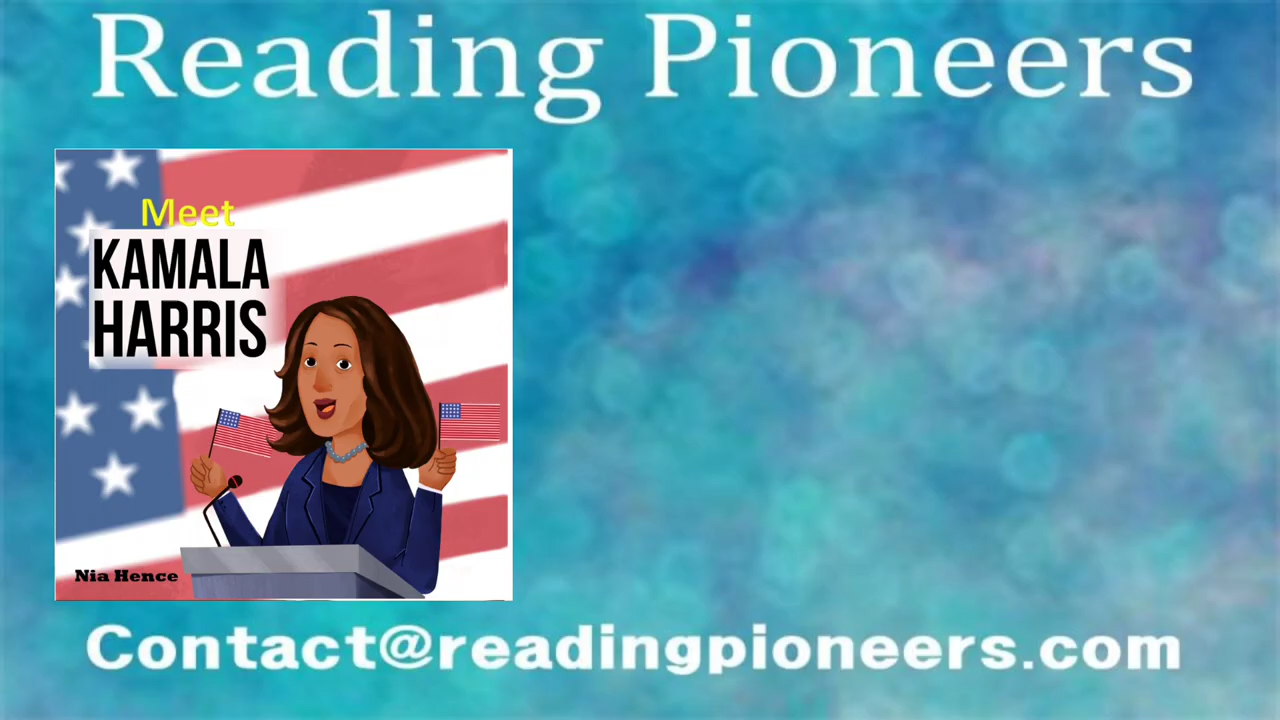 Reading Pioneers
Meet
KAMALA
HARRIS
Nia Hence
Contact@readingpioneers.com